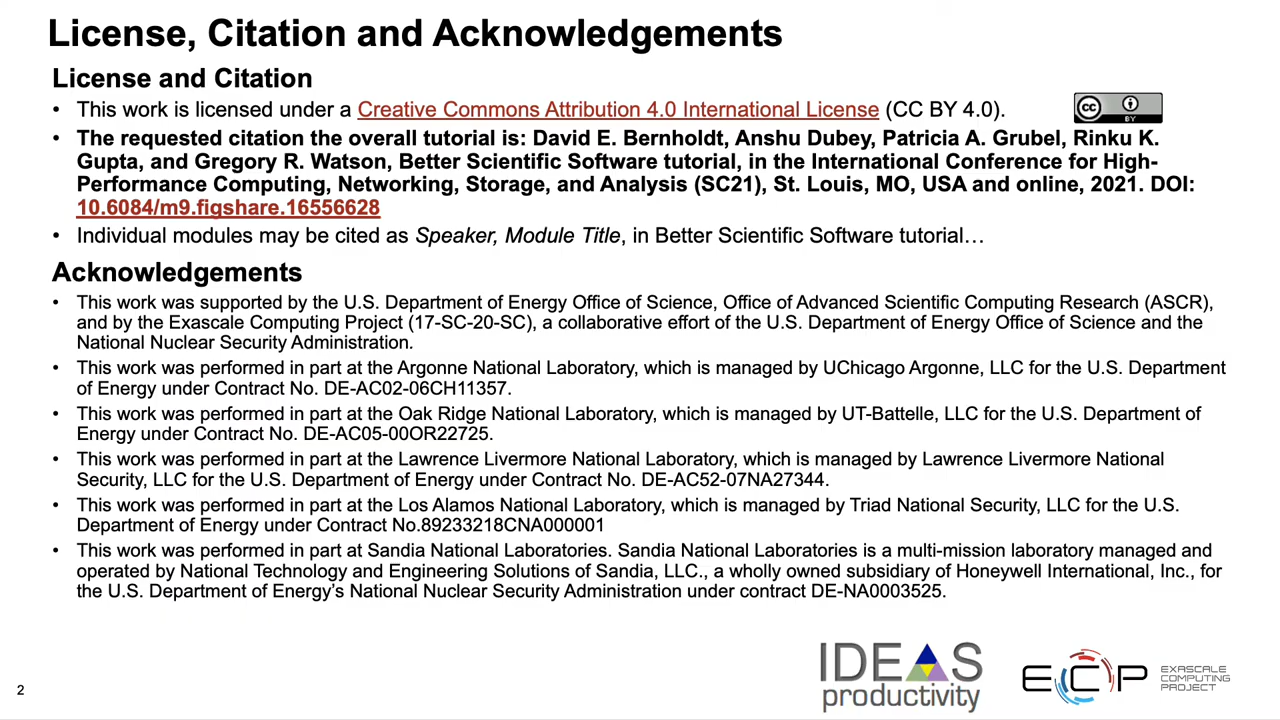 License, Citation and Acknowledgements
License and Citation
• This work is licensed under a Creative Commons Attribution 4.0 International License (CC BY 4.0).
cc BY
• The requested citation the overall tutorial is: David E. Bernholdt, Anshu Dubey, Patricia A. Grubel, Rinku K.
Gupta, and Gregory R. Watson, Better Scientific Software tutorial, in the International Conference for High-
Performance Computing, Networking, Storage, and Analysis (SC21), St. Louis, MO, USA and online, 2021. DOI:
10.6084/m9.figshare.16556628
• Individual modules may be cited as Speaker, Module Title, in Better Scientific Software tutorial…
Acknowledgements
• This work was supported by the U.S. Department of Energy Office of Science, Office of Advanced Scientific Computing Research (ASCR),
and by the Exascale Computing Project (17-SC-20-SC), a collaborative effort of the U.S. Department of Energy Office of Science and the
National Nuclear Security Administration.
• This work was performed in part at the Argonne National Laboratory, which is managed by UChicago Argonne, LLC for the U.S. Department
of Energy under Contract No. DE-AC02-06CH11357.
• This work was performed in part at the Oak Ridge National Laboratory, which is managed by UT-Battelle, LLC for the U.S. Department of
Energy under Contract No. DE-AC05-00OR22725.
• This work was performed in part at the Lawrence Livermore National Laboratory, which is managed by Lawrence Livermore National
Security, LLC for the U.S. Department of Energy under Contract No. DE-AC52-07NA27344.
• This work was performed in part at the Los Alamos National Laboratory, which is managed by Triad National Security, LLC for the U.S.
Department of Energy under Contract No.89233218CNA000001
• This work was performed in part at Sandia National Laboratories. Sandia National Laboratories is a multi-mission laboratory managed and
operated by National Technology and Engineering Solutions of Sandia, LLC., a wholly owned subsidiary of Honeywell International, Inc., for
the U.S. Department of Energy’s National Nuclear Security Administration under contract DE-NA0003525.
2
IDEAS
productivity
ECP
EXASCALE
COMPUTING
PROJECT